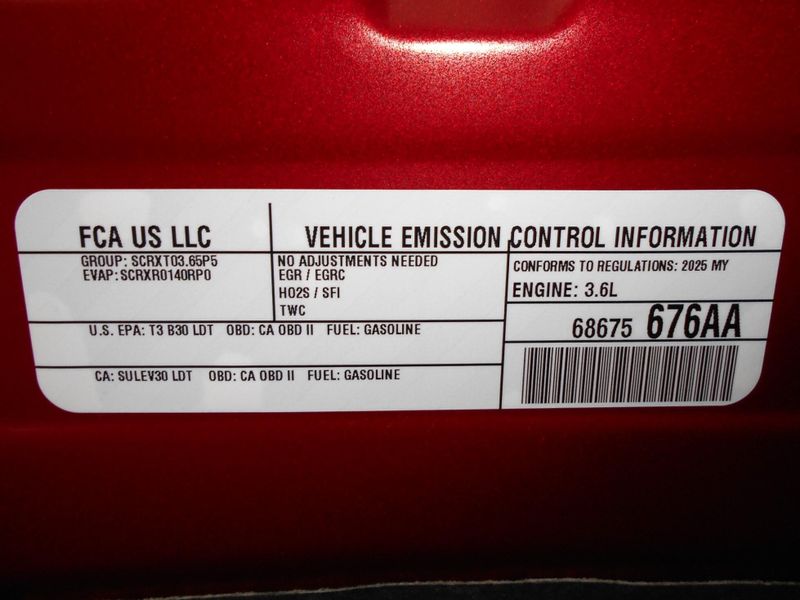 FCA US LLC
VEHICLE EMISSION CONTROL INFORMATION
GROUP: SCRXT03.65P5
EVAP: SCRXR0140RP0
NO ADJUSTMENTS NEEDED
EGR / EGRC
HO2S / SFI
TWC
CONFORMS TO REGULATIONS: 2025 MY
ENGINE: 3.6L
U.S. EPA: T3 B30 LDT OBD: CA OBD II FUEL: GASOLINE
68675 676AA
CA: SULEV30 LDT OBD: CA OBD II FUEL: GASOLINE